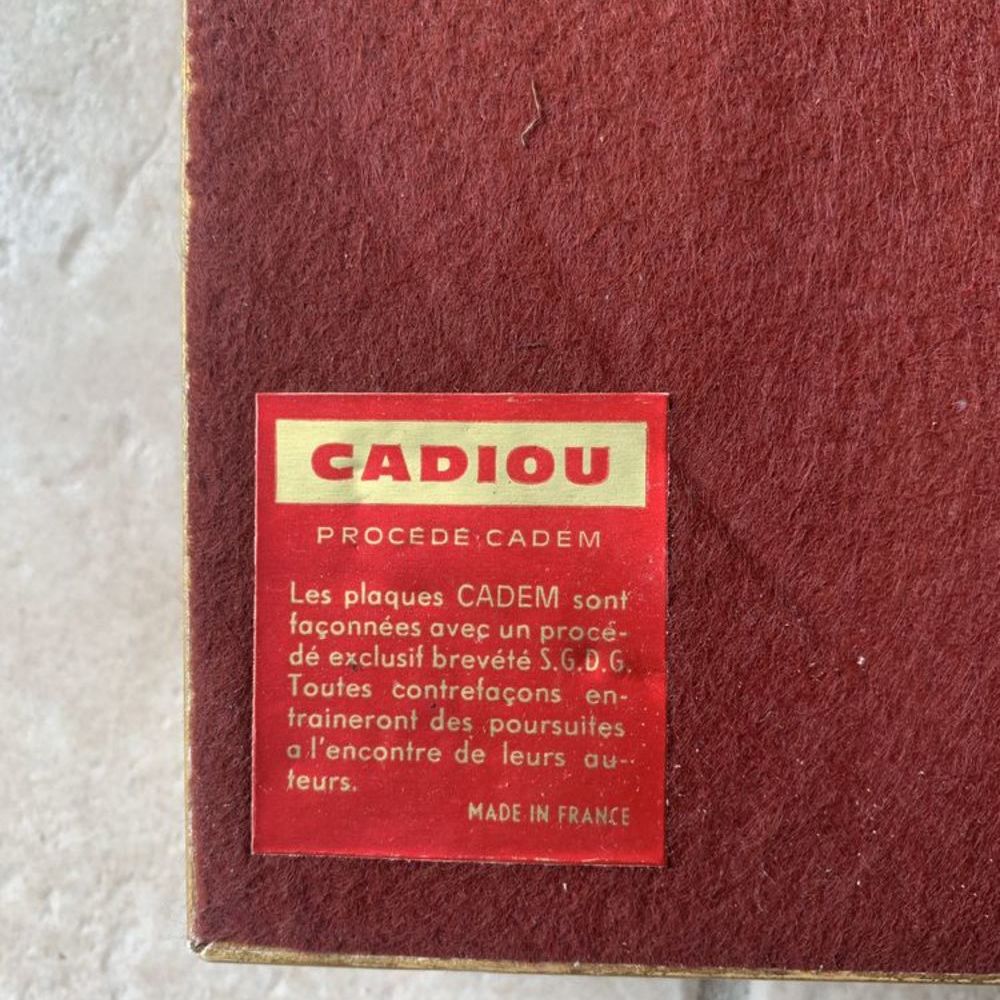 CADIOU
PROCEDE CADEM
Les plaques CADEM sont
façonnées avec un procé-
dé exclusif brevété S.G.D.G.
Toutes contrefaçons en-
traineront des poursuites
a l'encontre de leurs au-
teurs.
MADE IN FRANCE